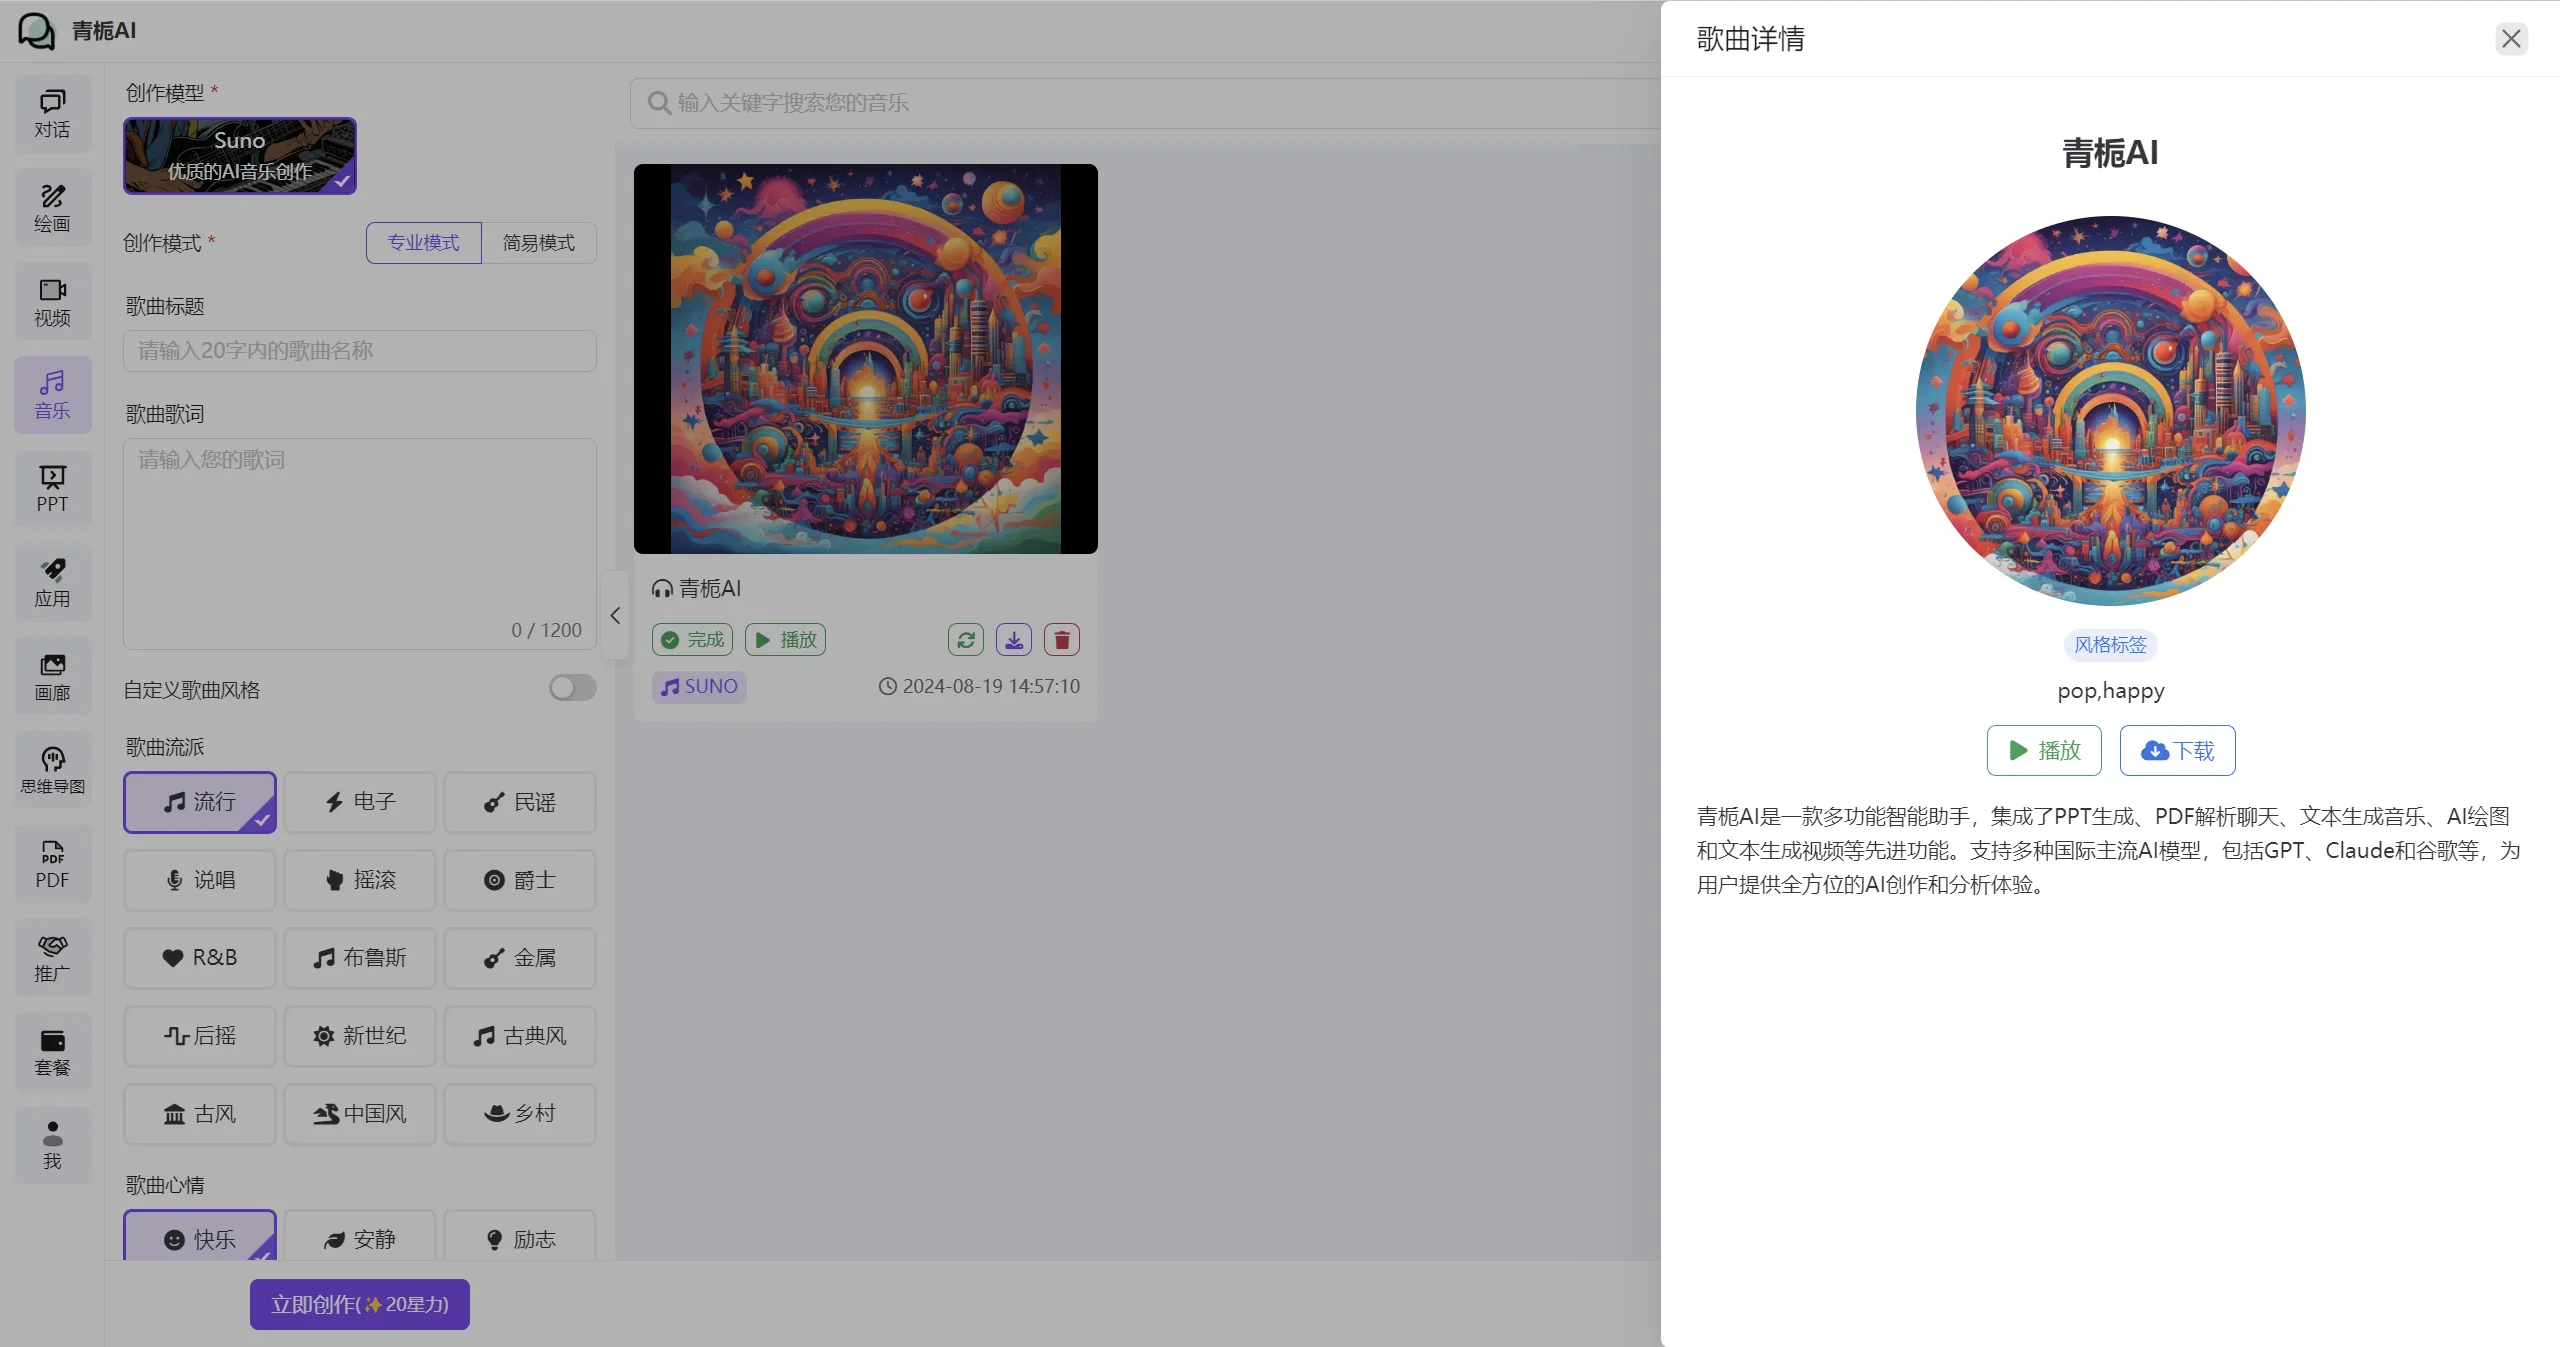 青栀AI
对话
绘画
视频
音乐
PPT
应用
画廊
思维导图
PDF
PDF
推广
套餐
我
创作模型 *
Suno
优质的AI音乐创作
创作模式 *
专业模式
简易模式
歌曲标题
请输入20字内的歌曲名称
歌曲歌词
请输入您的歌词
0 / 1200
自定义歌曲风格
歌曲流派
流行
电子
民谣
说唱
摇滚
爵士
R&B
布鲁斯
金属
后摇
新世纪
古典风
古风
中国风
乡村
歌曲心情
快乐
安静
励志
立即创作(✨20星力)
输入关键字搜索您的音乐
青栀AI
完成
播放
SUNO
2024-08-19 14:57:10
歌曲详情
青栀AI
风格标签
pop,happy
播放
下载
青栀AI是一款多功能智能助手，集成了PPT生成、PDF解析聊天、文本生成音乐、AI绘图
和文本生成视频等先进功能。支持多种国际主流AI模型，包括GPT、Claude和谷歌等，为
用户提供全方位的AI创作和分析体验。